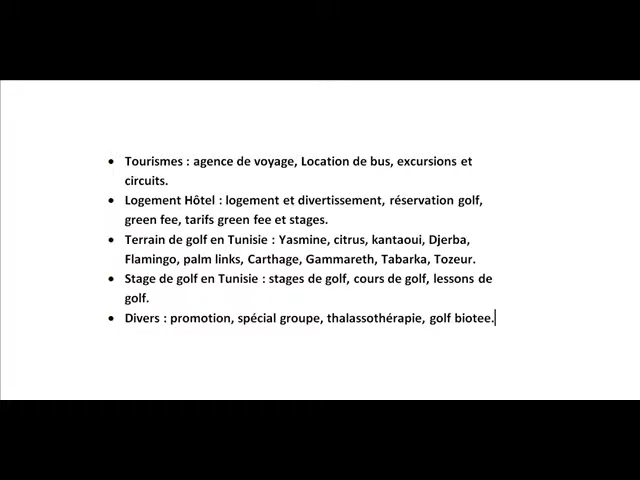 • Tourismes : agence de voyage, Location de bus, excursions et
circuits.
• Logement Hôtel : logement et divertissement, réservation golf,
green fee, tarifs green fee et stages.
• Terrain de golf en Tunisie : Yasmine, citrus, kantaoui, Djerba,
Flamingo, palm links, Carthage, Gammareth, Tabarka, Tozeur.
• Stage de golf en Tunisie : stages de golf, cours de golf, lessons de
golf.
• Divers : promotion, spécial groupe, thalassothérapie, golf biotee.